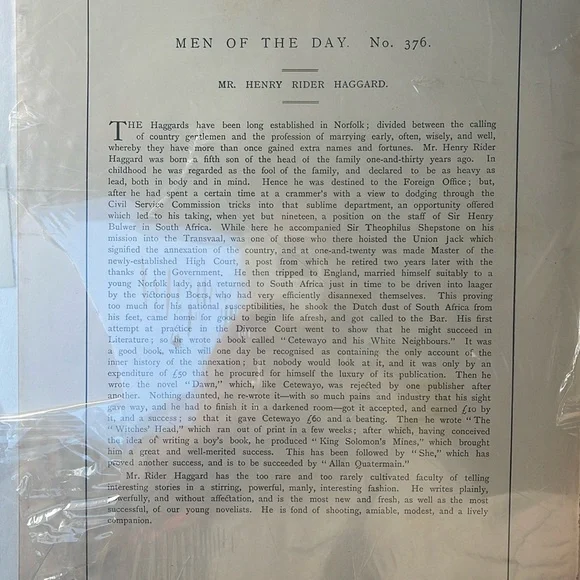 MEN OF THE DAY. No. 376.
MR. HENRY RIDER HAGGARD.
THE Haggards have been long established in Norfolk; divided between the calling
of country gentlemen and the profession of marrying early, often, wisely, and well,
whereby they have more than once gained extra names and fortunes. Mr. Henry Rider
Haggard was born a fifth son of the head of the family one-and-thirty years ago. In
childhood he was regarded as the fool of the family, and declared to be as heavy as
lead, both in body and in mind. Hence he was destined to the Foreign Office; but,
after he had spent a certain time at a crammer's with a view to dodging through the
Civil Service Commission tricks into that sublime department, an opportunity offered
which led to his taking, when yet but nineteen, a position on the staff of Sir Henry
Bulwer in South Africa. While here he accompanied Sir Theophilus Shepstone on his
mission into the Transvaal, was one of those who there hoisted the Union Jack which
signified the annexation of the country, and at one-and-twenty was made Master of the
newly-established High Court, a post from which he retired two years later with the
thanks of the Government. He then tripped to England, married himself suitably to a
young Norfolk lady, and returned to South Africa just in time to be driven into laager
by the victorious Boers, who had very efficiently disannexed themselves. This proving
too much for his national susceptibilities, he shook the Dutch dust of South Africa from
his feet, came home for good to begin life afresh, and got called to the Bar. His first
attempt at practice in the Divorce Court went to show that he might succeed in
Literature; so he wrote a book called "Cetewayo and his White Neighbours." It was
a good book, which will one day be recognised as containing the only account of the
inner history of the annexation; but nobody would look at it, and it was only by an
expenditure of £50 that he procured for himself the luxury of its publication. Then he
wrote the novel "Dawn," which, like Cetewayo, was rejected by one publisher after
another. Nothing daunted, he re-wrote it—with so much pains and industry that his sight
gave way, and he had to finish it in a darkened room—got it accepted, and earned £10 by
it, and a success; so that it gave Cetewayo £60 and a beating. Then he wrote "The
"Witches' Head," which ran out of print in a few weeks; after which, having conceived
the idea of writing a boy's book, he produced "King Solomon's Mines," which brought
him a great and well-merited success. This has been followed by "She," which has
proved another success, and is to be succeeded by "Allan Quatermain."
Mr. Rider Haggard has the too rare and too rarely cultivated faculty of telling
interesting stories in a stirring, powerful, manly, interesting fashion. He writes plainly,
powerfully, and without affectation, and is the most new and fresh, as well as the most
successful, of our young novelists. He is fond of shooting, amiable, modest, and a lively
companion.